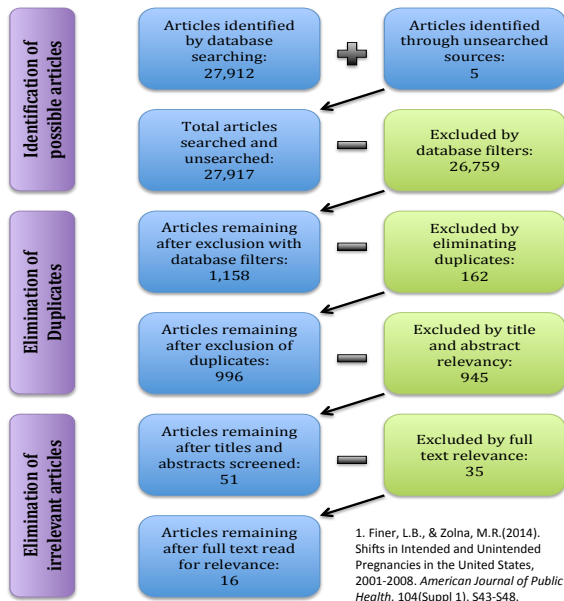 Identification of
possible articles
Articles identified
by database
searching:
27,912
Articles identified
through unsearched
sources:
5
Total articles
searched and
unsearched:
27,917
Excluded by
database filters:
26,759
Elimination of
Duplicates
Articles remaining
after exclusion with
database filters:
1,158
Excluded by
eliminating
duplicates:
162
Articles remaining
after exclusion of
duplicates:
996
Excluded by title
and abstract
relevancy:
945
Elimination of
irrelevant articles
Articles remaining
after titles and
abstracts screened:
51
Excluded by full
text relevance:
35
Articles remaining
after full text read
for relevance:
16
1. Finer, L.B., & Zolna, M.R.(2014).
Shifts in Intended and Unintended
Pregnancies in the United States,
2001-2008. American Journal of Public
Health, 104(Suppl 1), S43-S48.